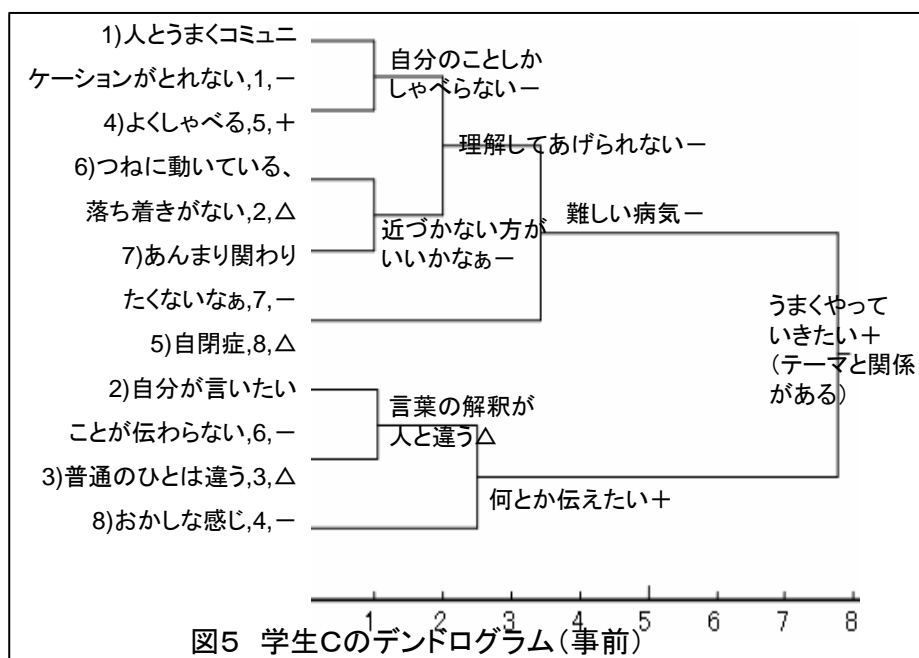 1)人とうまくコミュニ
ケーションがとれない,1,－
4)よくしゃべる,5,＋
6)つねに動いている、
落ち着きがない,2,△
7)あんまり関わり
たくないなぁ,7,－
5)自閉症,8,△
2)自分が言いたい
ことが伝わらない,6,－
3)普通のひとは違う,3,△
8)おかしな感じ,4,－
自分のことしか
しゃべらない－
理解してあげられない－
近づかない方が
いいかなぁ－
難しい病気－
うまくやって
いきたい＋
（テーマと関係
がある）
言葉の解釈が
人と違う△
何とか伝えたい＋
1 2 3 4 5 6 7 8
図5 学生Cのデンドログラム（事前）